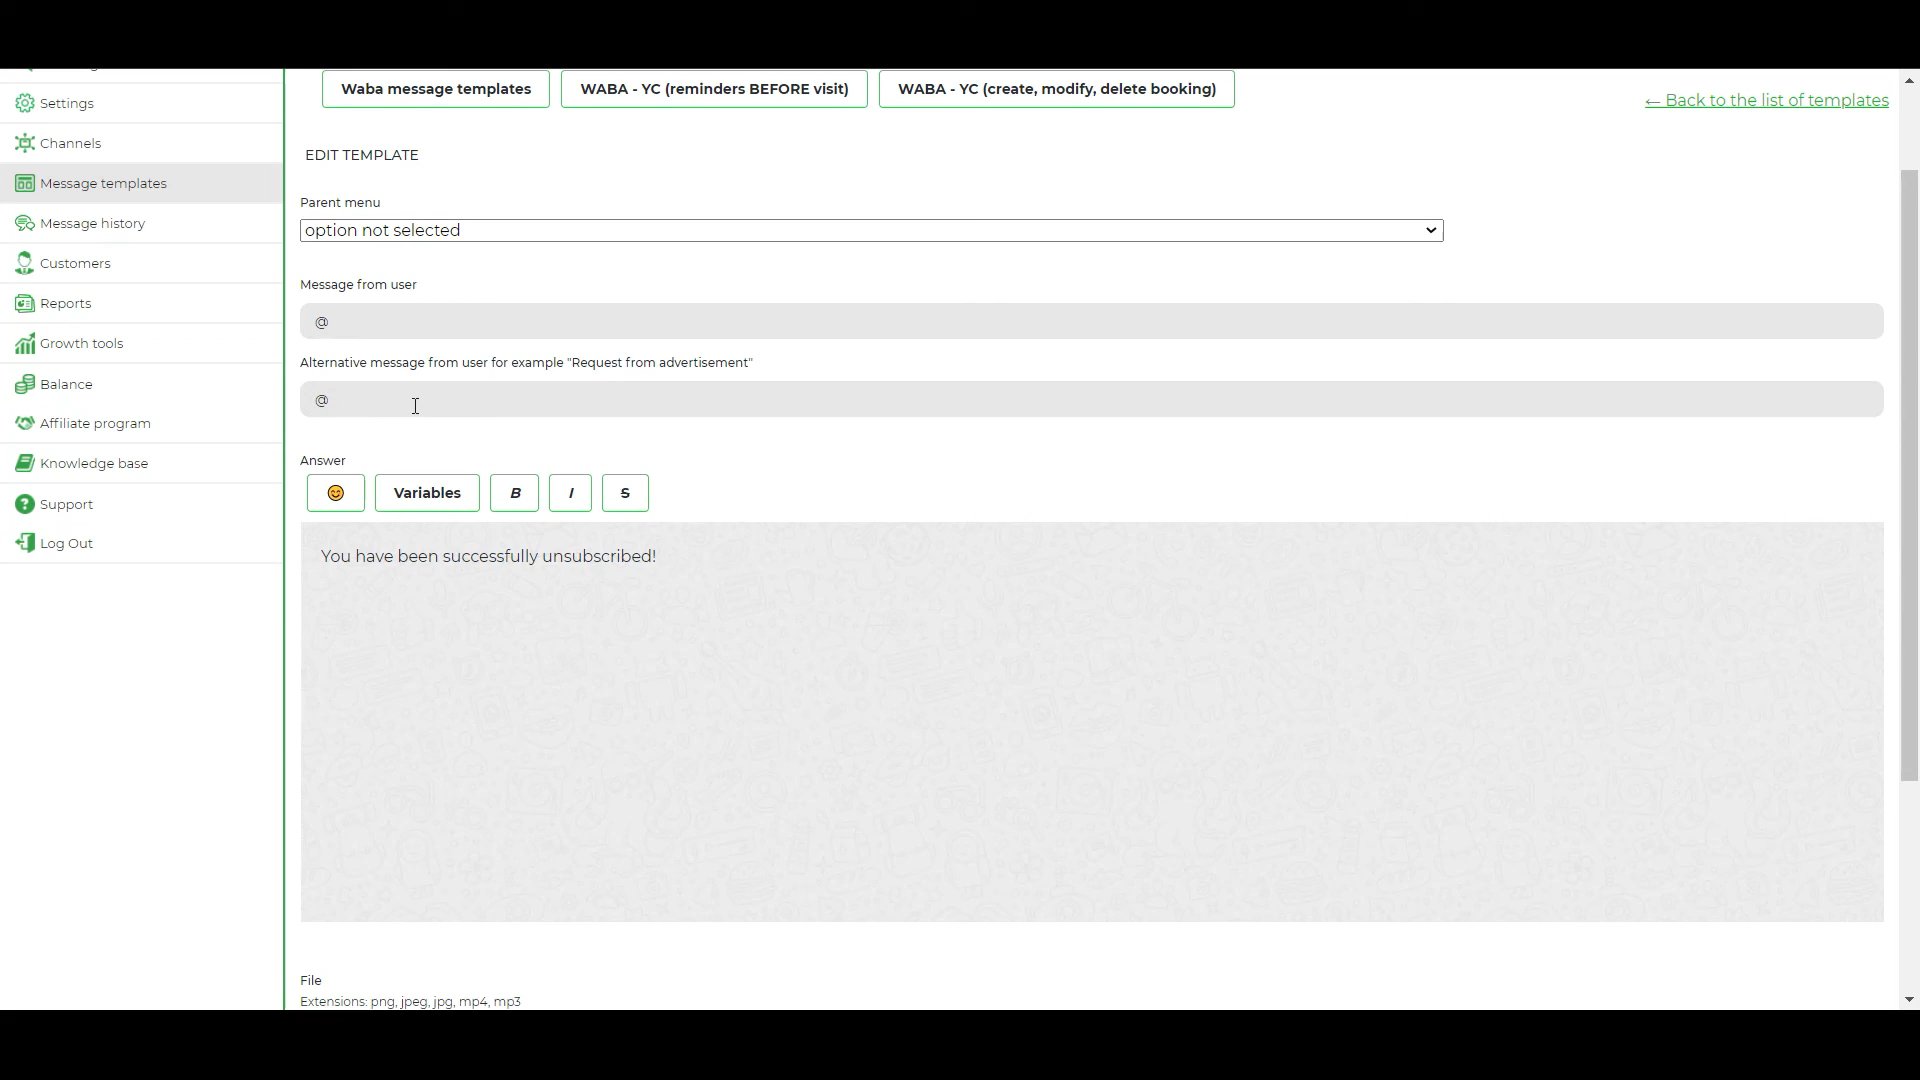 Settings
Channels
Message templates
Message history
Customers
Reports
Growth tools
Balance
Affiliate program
Knowledge base
Support
Log Out
Waba message templates
WABA - YC (reminders BEFORE visit)
WABA - YC (create, modify, delete booking)
← Back to the list of templates
EDIT TEMPLATE
Parent menu
option not selected
Message from user
@
Alternative message from user for example "Request from advertisement"
@
Answer
Variables
B
I
S
You have been successfully unsubscribed!
File
Extensions: png, jpeg, jpg, mp4, mp3